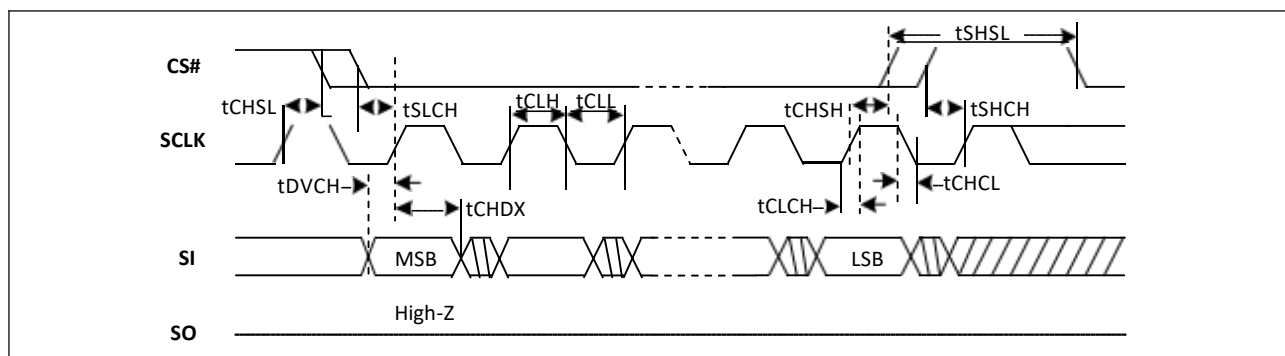 tSHSL
CS#
tCHSL
tSLCH
tCLH
tCLL
tCHSH
tSHCH
SCLK
tDVCH
tCHCL
tCHDX
tCLCH
SI
MSB
LSB
High-Z
SO